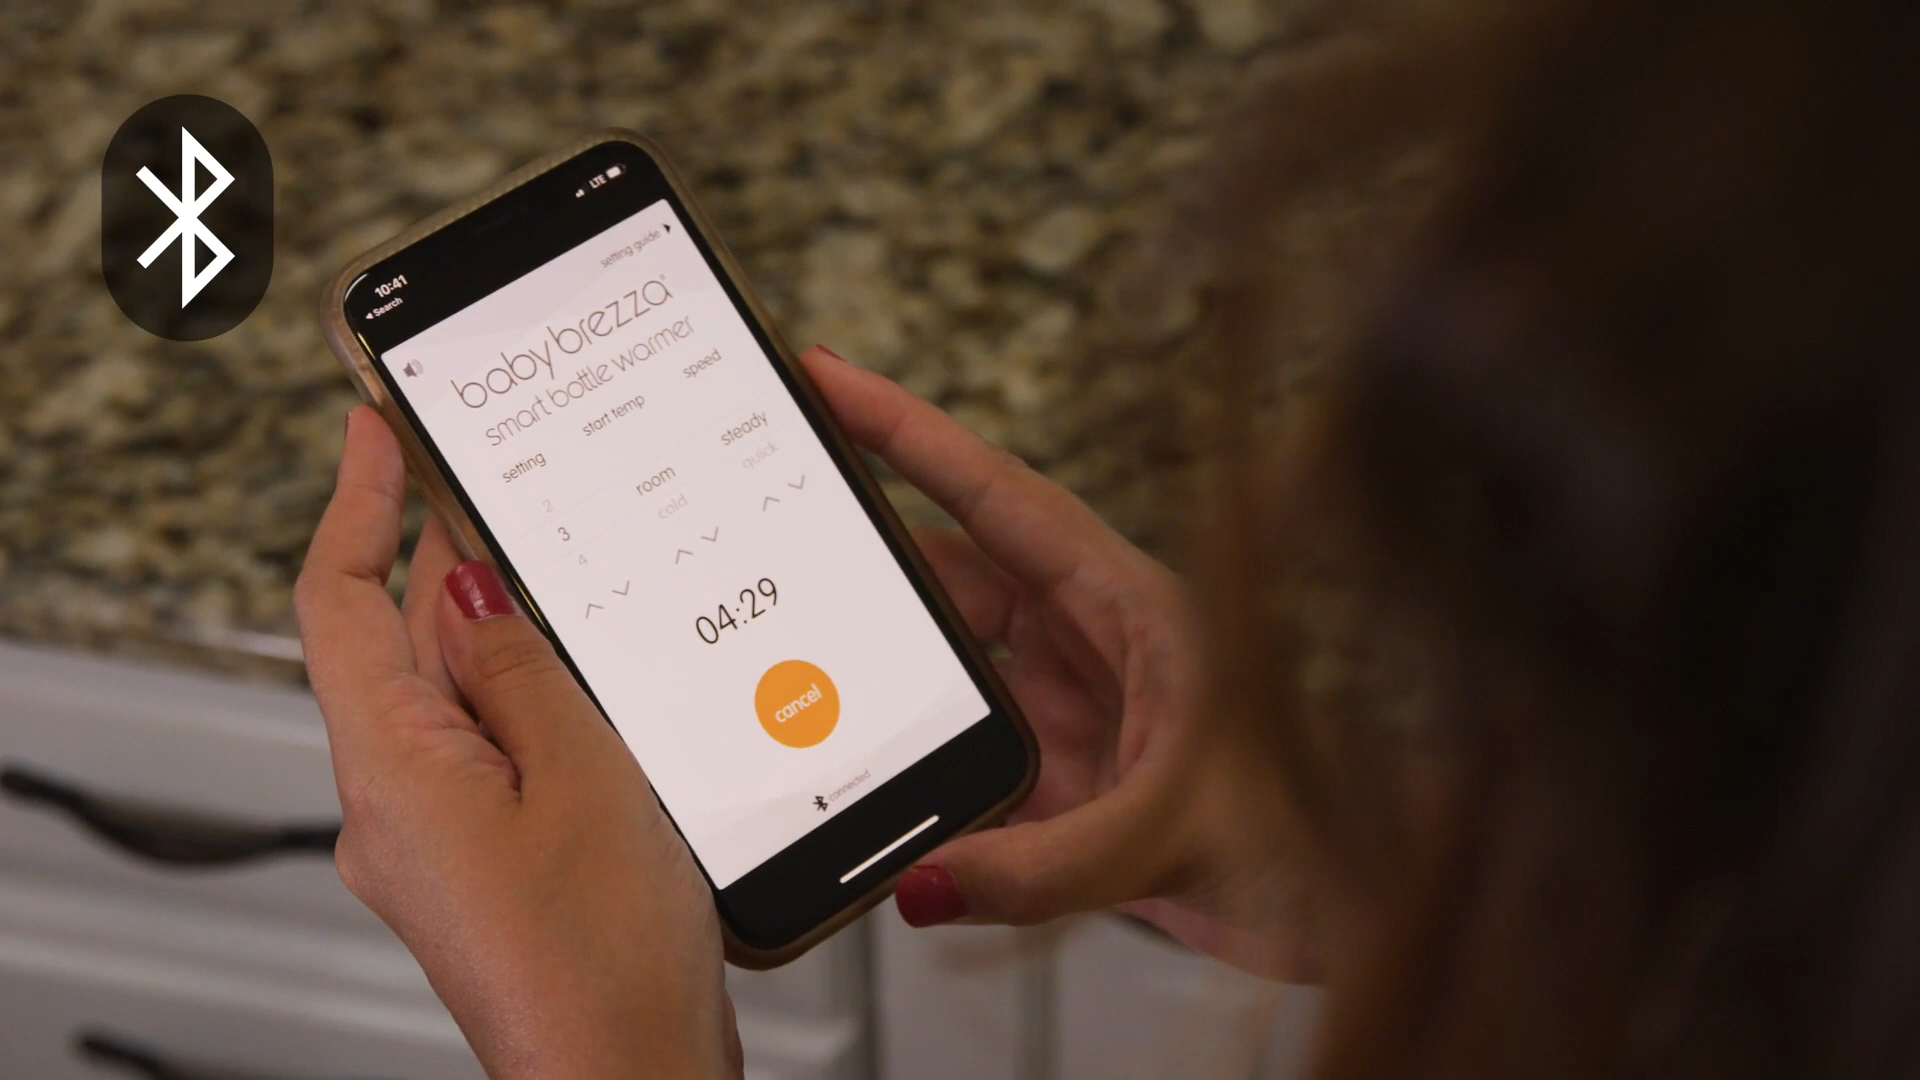 LTE
10:41
◀ Search
setting guide
baby brezza®
smart bottle warmer
setting start temp speed
2
3 room steady
4 cold quick
04:29
cancel
connected